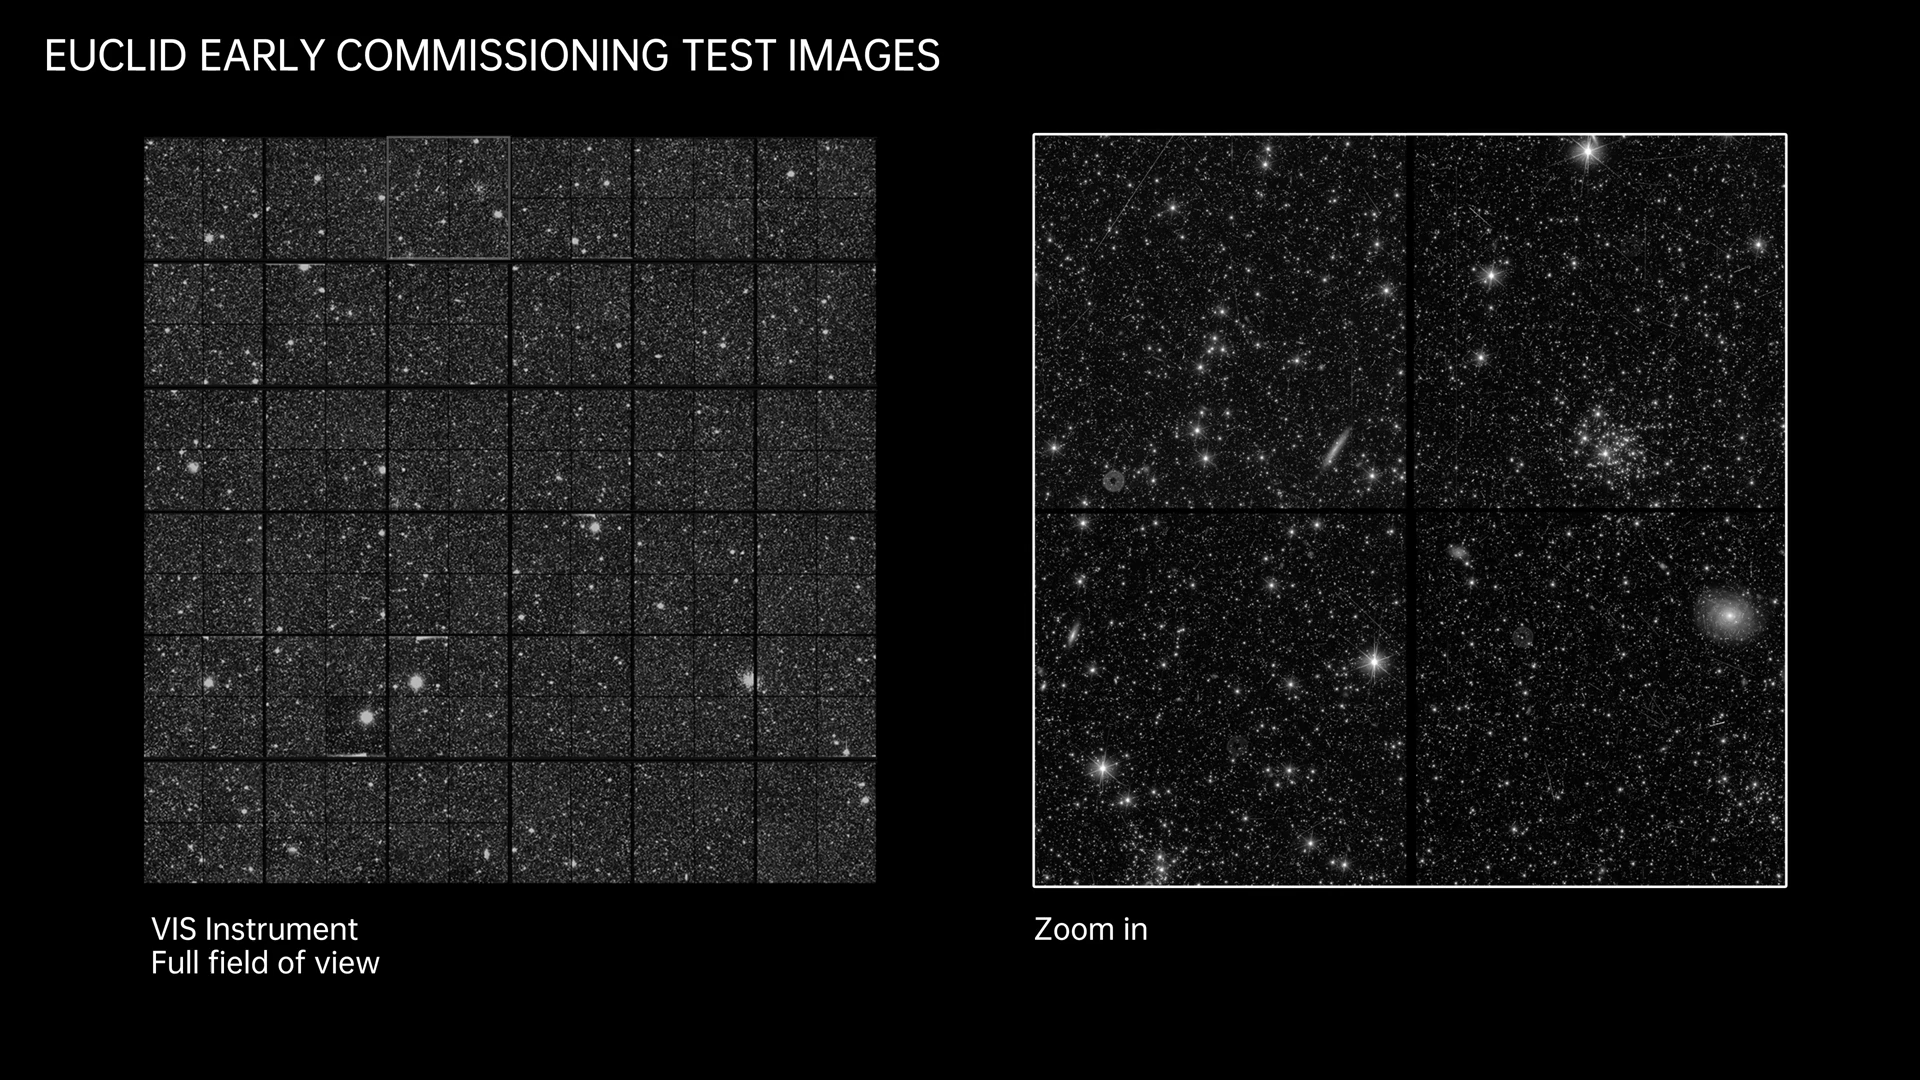 EUCLID EARLY COMMISSIONING TEST IMAGES
VIS Instrument
Full field of view
Zoom in